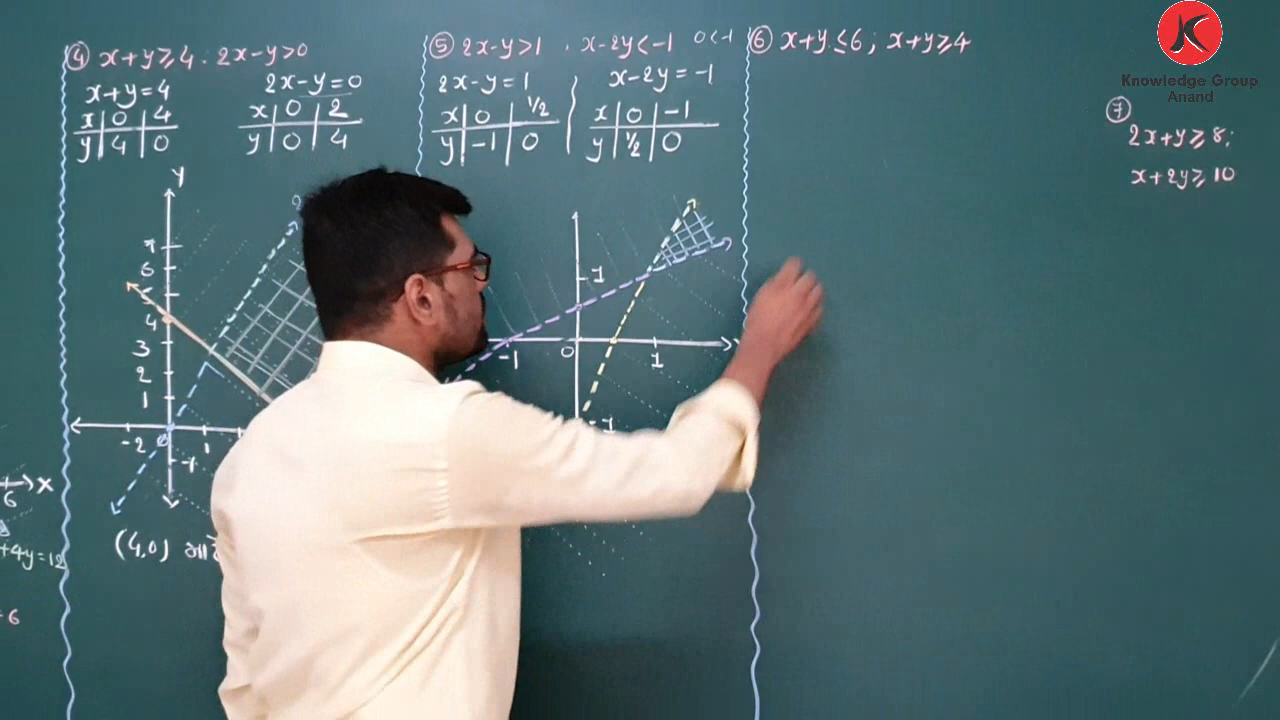 ④ x+y≥4 . 2x-y>0
x+y=4
2x-y=0
x 0 4
y 4 0
x 0 2
y 0 4
Y
7
6
4
3
2
1
-2
1
-1
(4,0)
⑤ 2x-y>1 , x-2y<-1 0<-1
2x-y=1
x-2y=-1
x 0 ½
y -1 0
x 0 -1
y ½ 0
1
-1 0 1
-1
⑥ x+y≤6 ; x+y≥4
⑦
2x+y≥8;
x+2y≥10
X
6
+4y=12
6
Knowledge Group
Anand